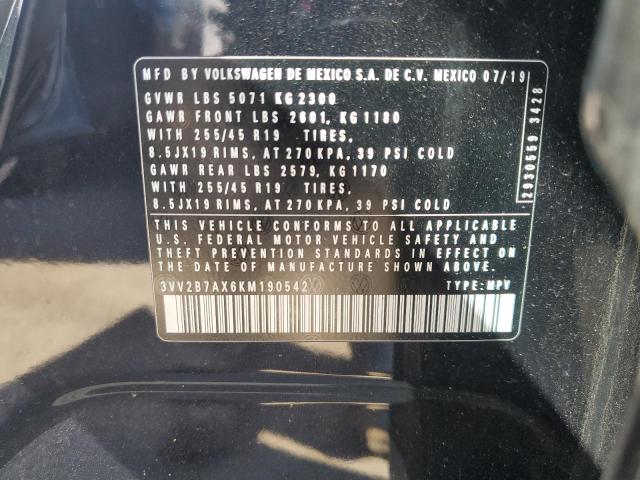 MFD BY VOLKSWAGEN DE MEXICO S.A. DE C.V. MEXICO 07/19
GVWR LBS 5071 KG 2300
GAWR FRONT LBS 2601, KG 1180
WITH 255/45 R19 TIRES,
8.5JX19 RIMS, AT 270 KPA, 39 PSI COLD
GAWR REAR LBS 2579, KG 1170
WITH 255/45 R19 TIRES,
8.5JX19 RIMS, AT 270 KPA, 39 PSI COLD
THIS VEHICLE CONFORMS TO ALL APPLICABLE
U.S. FEDERAL MOTOR VEHICLE SAFETY AND
THEFT PREVENTION STANDARDS IN EFFECT ON
THE DATE OF MANUFACTURE SHOWN ABOVE.
3VV2B7AX6KM190542 TYPE: MPV
2930559 3428